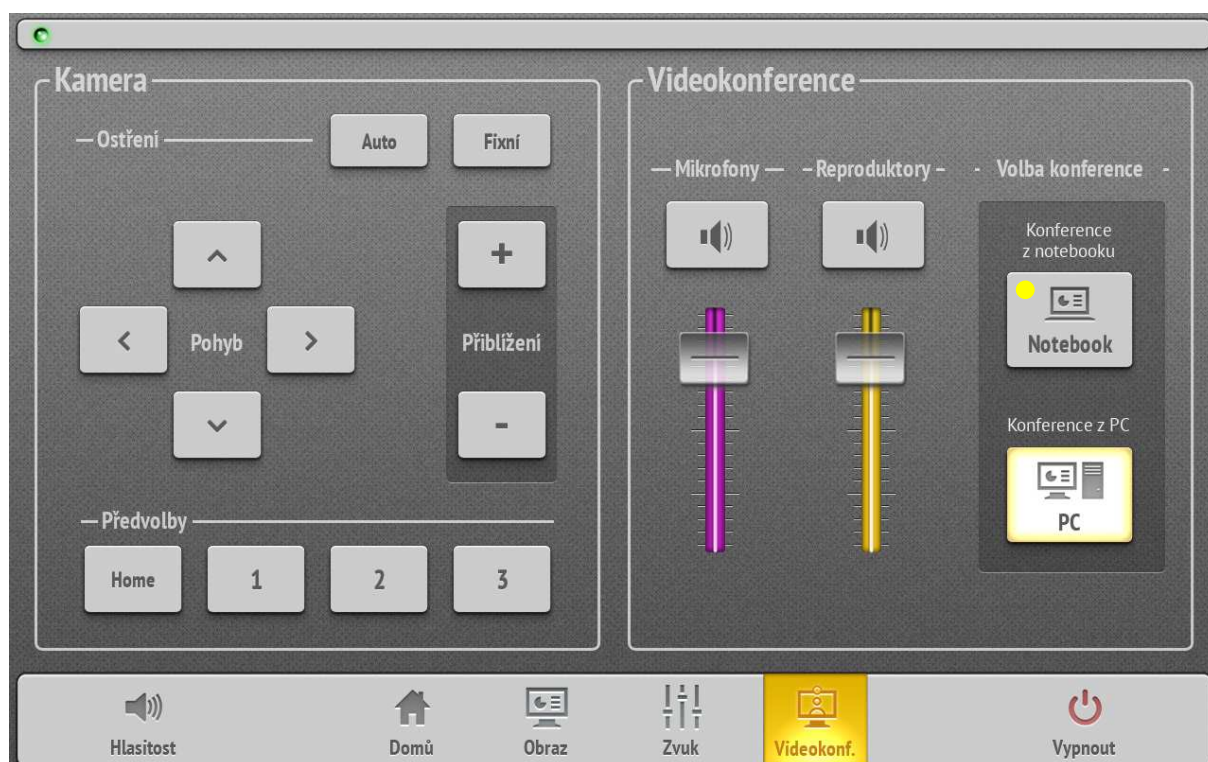 Kamera
Ostření
Auto
Fixní
+
Pohyb
Přiblížení
-
Předvolby
Home
1
2
3
Videokonference
Mikrofony
Reproduktory
Volba konference
Konference
z notebooku
Notebook
Konference z PC
PC
Hlasitost
Domů
Obraz
Zvuk
Videokonf.
Vypnout